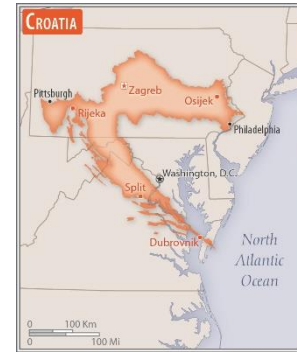 CROATIA
Pittsburgh
Zagreb
Osijek
Rijeka
Philadelphia
Washington, D.C.
Split
Dubrovnik
North
Atlantic
Ocean
0 100 Km
0 100 Mi